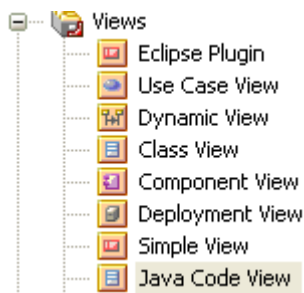 Views
Eclipse Plugin
Use Case View
Dynamic View
Class View
Component View
Deployment View
Simple View
Java Code View